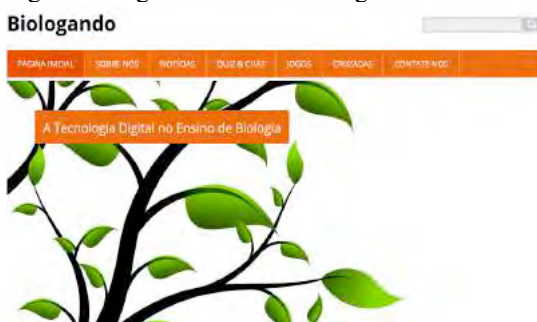 Biologando
PÁGINA INICIAL SOBRE NÓS NOTÍCIAS QUIZ & CHAT JOGOS CRUZADAS CONTATE-NOS
A Tecnologia Digital no Ensino de Biologia